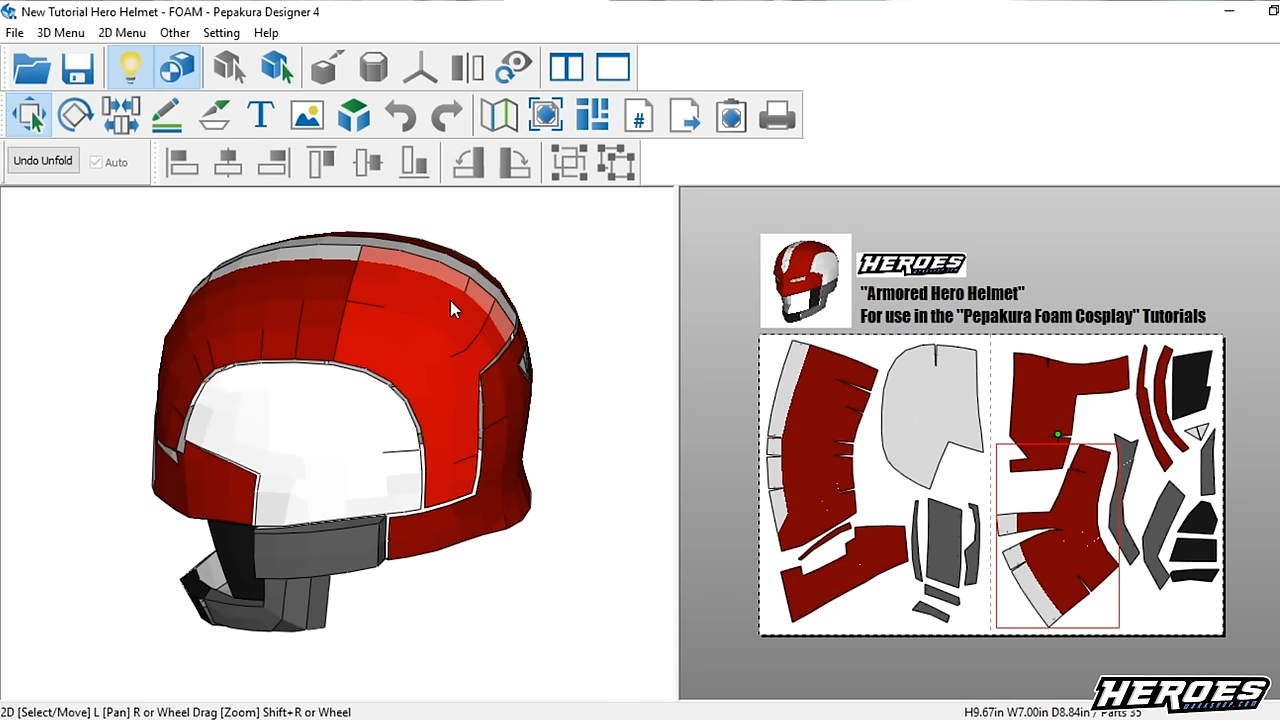 New Tutorial Hero Helmet - FOAM - Pepakura Designer 4
File 3D Menu 2D Menu Other Setting Help
T
#
Undo Unfold Auto
HEROES
"Armored Hero Helmet"
For use in the "Pepakura Foam Cosplay" Tutorials
HEROES
WORKSHOP.COM
2D [Select/Move] L [Pan] R or Wheel Drag [Zoom] Shift+R or Wheel
H9.67in W7.00in D8.84in / Parts 35